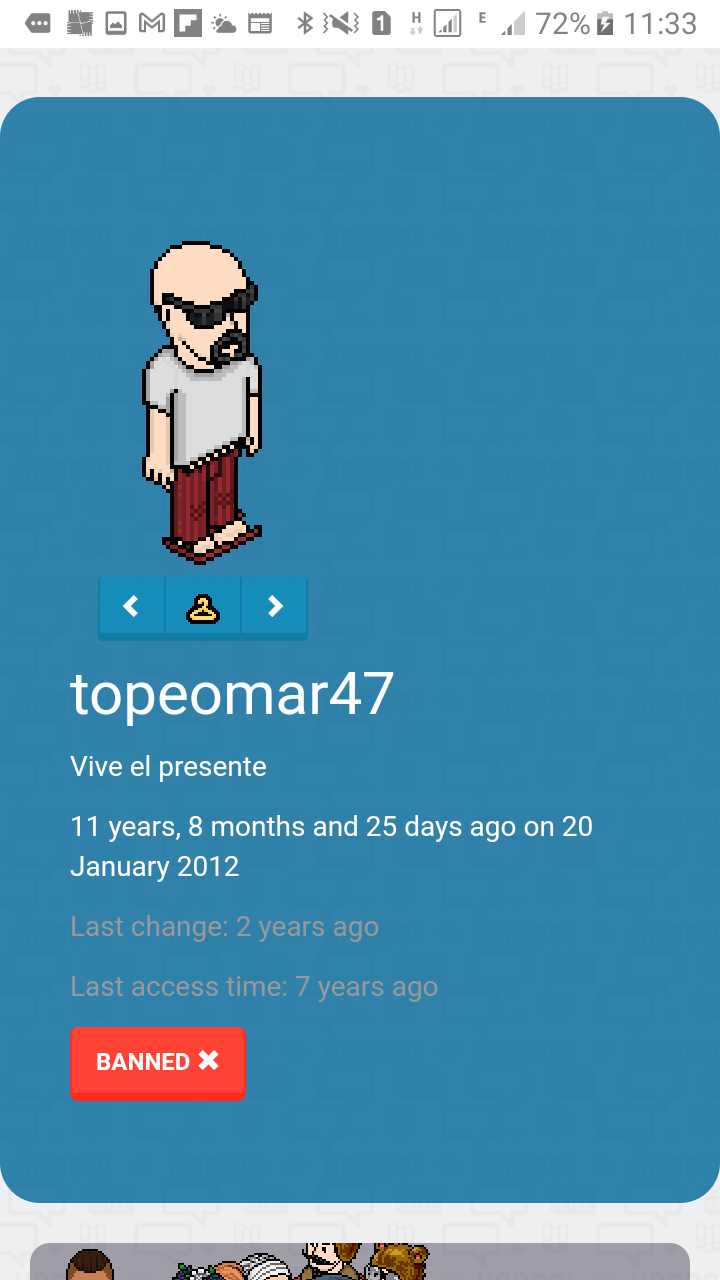 1 H E 72% 11:33
topeomar47
Vive el presente
11 years, 8 months and 25 days ago on 20
January 2012
Last change: 2 years ago
Last access time: 7 years ago
BANNED